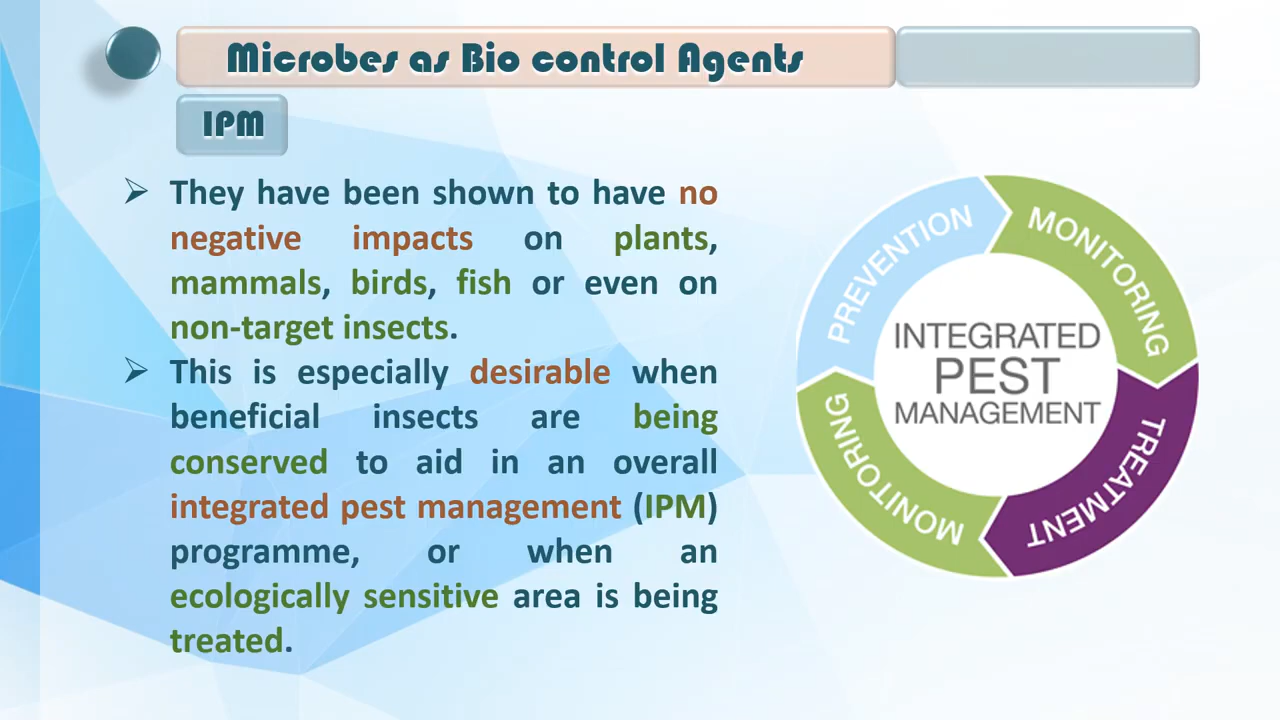 Microbes as Bio control Agents
IPM
They have been shown to have no
negative impacts on plants,
mammals, birds, fish or even on
non-target insects.
This is especially desirable when
beneficial insects are being
conserved to aid in an overall
integrated pest management (IPM)
programme, or when an
ecologically sensitive area is being
treated.
PREVENTION
MONITORING
TREATMENT
MONITORING
INTEGRATED
PEST
MANAGEMENT